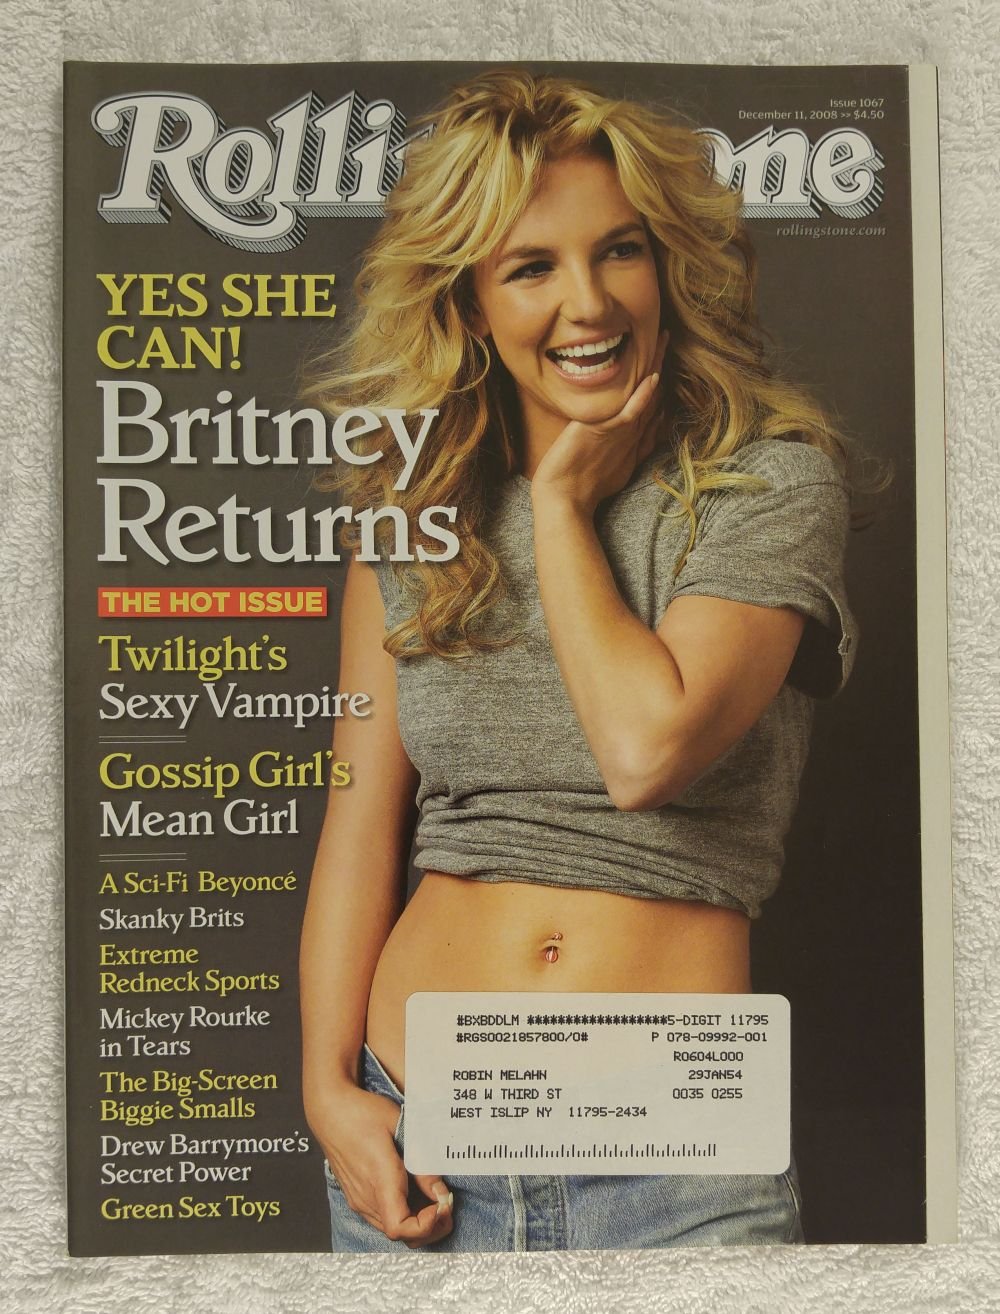 Issue 1067
December 11, 2008 >> $4.50
Rolling Stone
rollingstone.com
YES SHE
CAN!
Britney
Returns
THE HOT ISSUE
Twilight's
Sexy Vampire
Gossip Girl's
Mean Girl
A Sci-Fi Beyoncé
Skanky Brits
Extreme
Redneck Sports
Mickey Rourke
in Tears
The Big-Screen
Biggie Smalls
Drew Barrymore's
Secret Power
Green Sex Toys
#BXBDDLM ******************5-DIGIT 11795
#RGS0021857800/0# P 078-09992-001
R0604L000
ROBIN MELAHN 29JAN54
348 W THIRD ST 0035 0255
WEST ISLIP NY 11795-2434